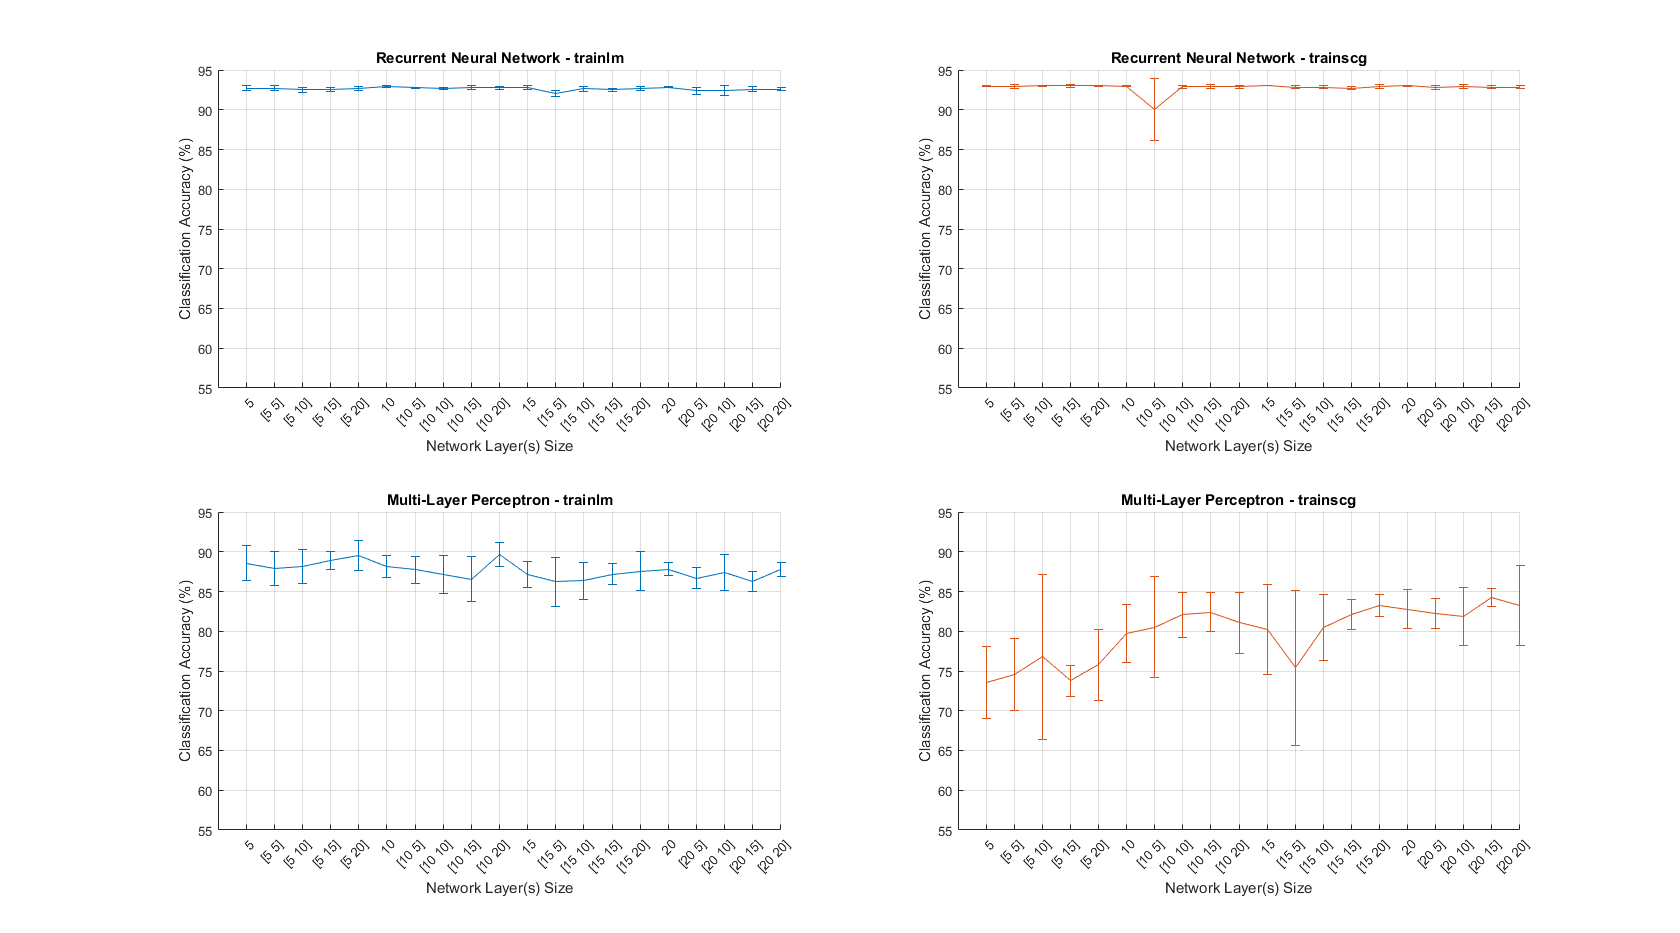 Recurrent Neural Network - trainlm
95
90
85
80
75
70
65
60
55
Classification Accuracy (%)
5 [5 5] [5 10] [5 15] [5 20] 10 [10 5] [10 10] [10 15] [10 20] 15 [15 5] [15 10] [15 15] [15 20] 20 [20 5] [20 10] [20 15] [20 20]
Network Layer(s) Size
Recurrent Neural Network - trainscg
95
90
85
80
75
70
65
60
55
Classification Accuracy (%)
5 [5 5] [5 10] [5 15] [5 20] 10 [10 5] [10 10] [10 15] [10 20] 15 [15 5] [15 10] [15 15] [15 20] 20 [20 5] [20 10] [20 15] [20 20]
Network Layer(s) Size
Multi-Layer Perceptron - trainlm
95
90
85
80
75
70
65
60
55
Classification Accuracy (%)
5 [5 5] [5 10] [5 15] [5 20] 10 [10 5] [10 10] [10 15] [10 20] 15 [15 5] [15 10] [15 15] [15 20] 20 [20 5] [20 10] [20 15] [20 20]
Network Layer(s) Size
Multi-Layer Perceptron - trainscg
95
90
85
80
75
70
65
60
55
Classification Accuracy (%)
5 [5 5] [5 10] [5 15] [5 20] 10 [10 5] [10 10] [10 15] [10 20] 15 [15 5] [15 10] [15 15] [15 20] 20 [20 5] [20 10] [20 15] [20 20]
Network Layer(s) Size